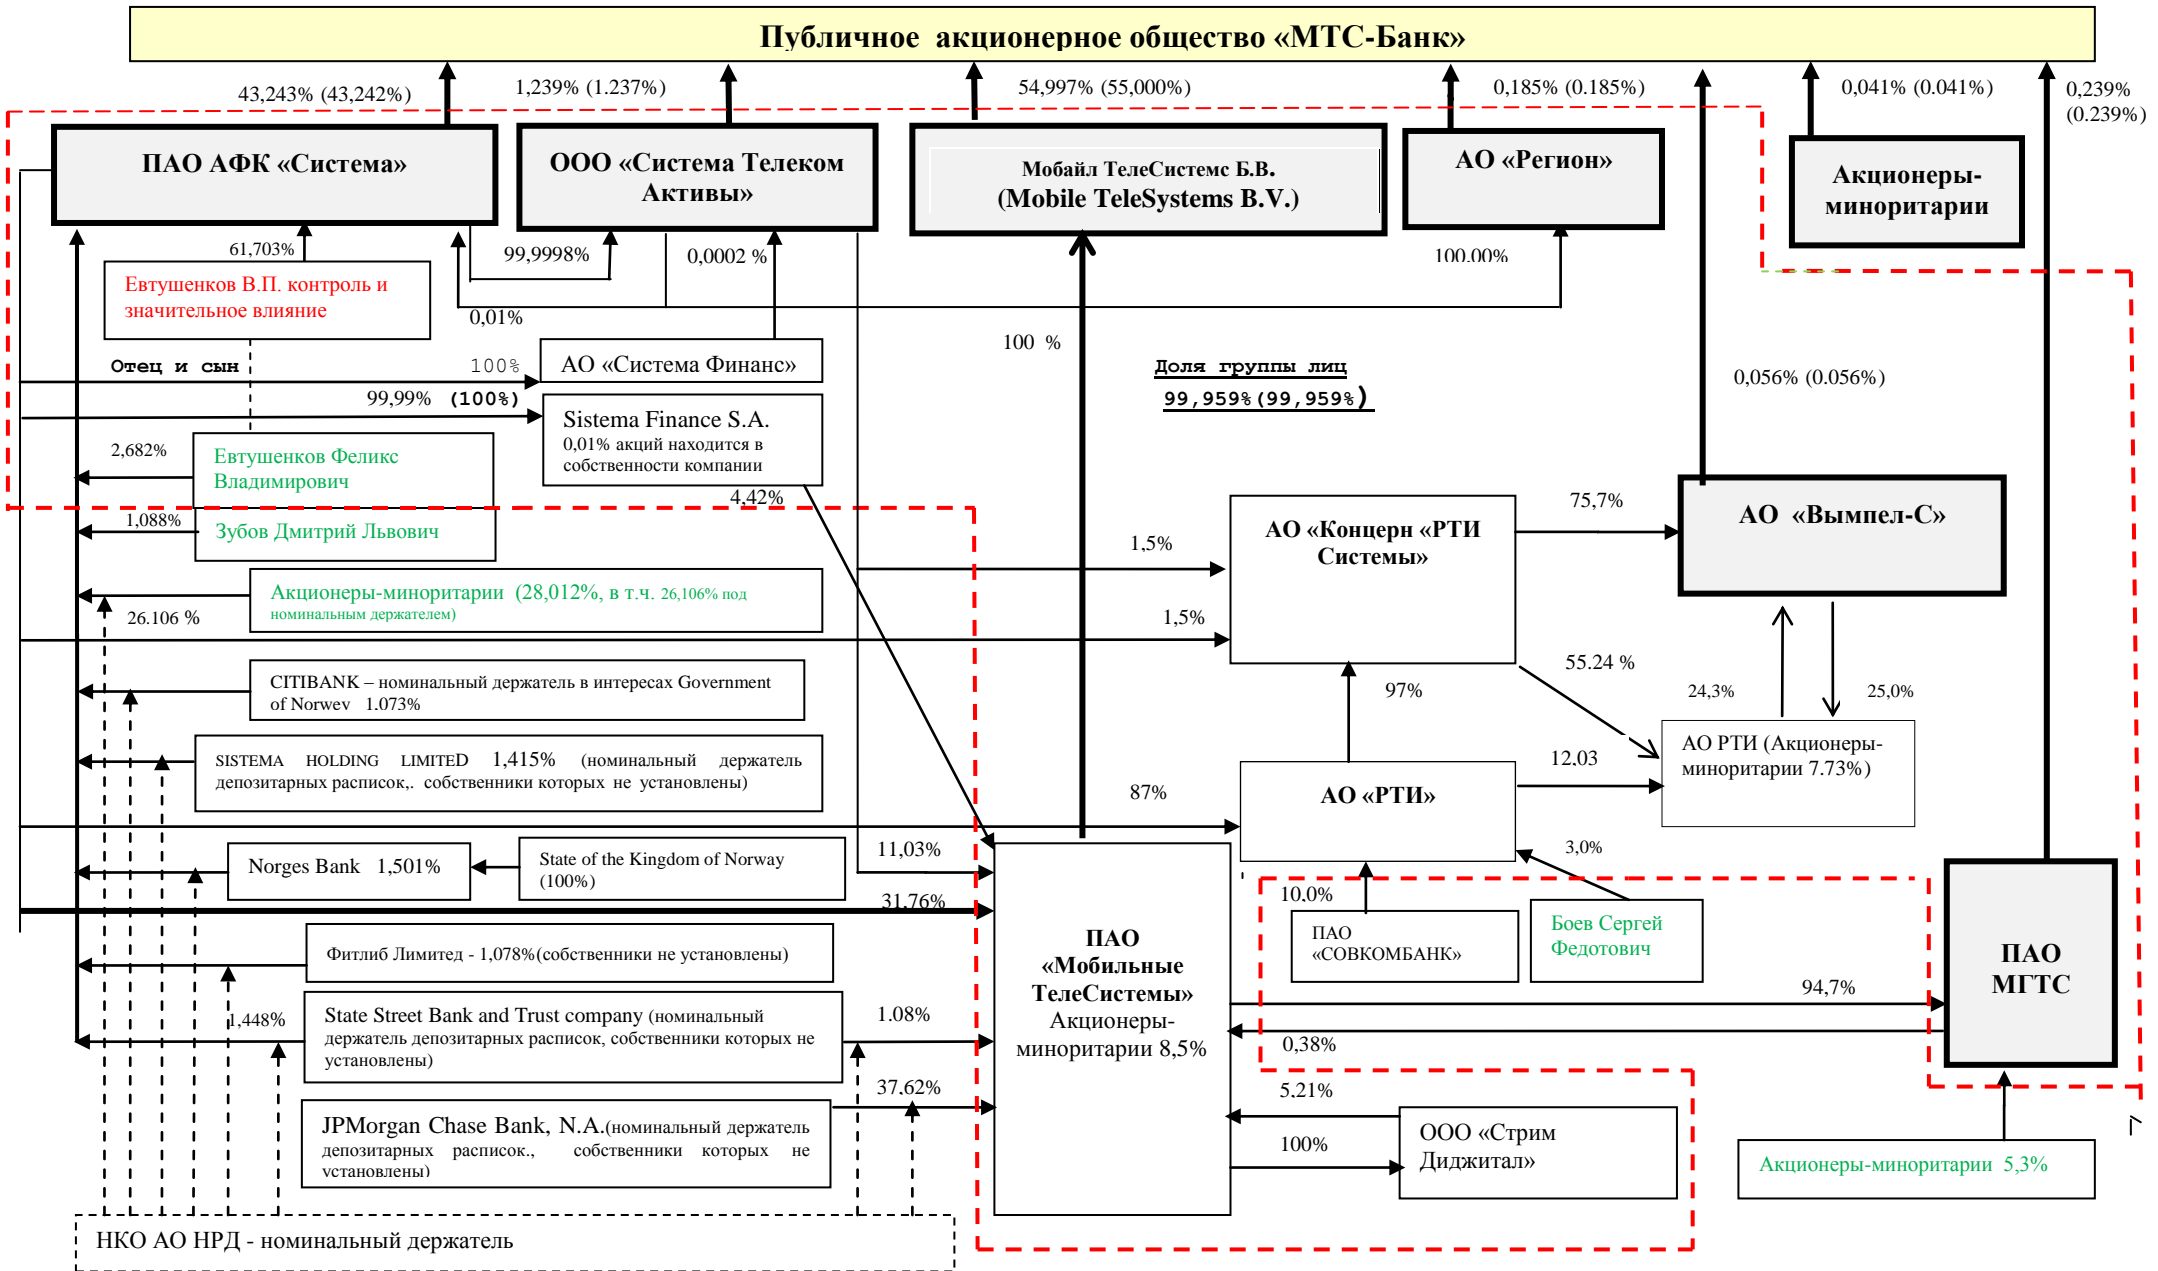 Публичное акционерное общество «МТС-Банк»
43,243% (43,242%)
1,239% (1.237%)
54,997% (55,000%)
0,185% (0.185%)
0,041% (0.041%)
0,239%
(0.239%)
ПАО АФК «Система»
ООО «Система Телеком
Активы»
Мобайл ТелеСистемс Б.В.
(Mobile TeleSystems B.V.)
АО «Регион»
Акционеры-
миноритарии
61,703%
99,9998%
0,0002 %
100.00%
Евтушенков В.П. контроль и
значительное влияние
0,01%
100 %
Отец и сын
100%
АО «Система Финанс»
Доля группы лиц
99,959%(99,959%)
0,056% (0.056%)
99,99% (100%)
Sistema Finance S.A.
0,01% акций находится в
собственности компании
2,682%
Евтушенков Феликс
Владимирович
4,42%
1,088%
Зубов Дмитрий Львович
АО «Концерн «РТИ
Системы»
75,7%
АО «Вымпел-С»
1,5%
Акционеры-миноритарии (28,012%, в т.ч. 26,106% под
номинальным держателем)
26.106 %
1,5%
55.24 %
CITIBANK – номинальный держатель в интересах Government
of Norwev 1.073%
97%
24,3%
25,0%
SISTEMA HOLDING LIMITED 1,415% (номинальный держатель
депозитарных расписок,. собственники которых не установлены)
87%
АО «РТИ»
12,03
АО РТИ (Акционеры-
миноритарии 7.73%)
Norges Bank 1,501%
State of the Kingdom of Norway
(100%)
11,03%
3,0%
31,76%
10,0%
ПАО
«СОВКОМБАНК»
Боев Сергей
Федотович
Фитлиб Лимитед - 1,078%(собственники не установлены)
ПАО
«Мобильные
ТелеСистемы»
Акционеры-
миноритарии 8,5%
94,7%
ПАО
МГТС
1,448%
State Street Bank and Trust company (номинальный
держатель депозитарных расписок, собственники которых не
установлены)
1.08%
0,38%
37,62%
5,21%
JPMorgan Chase Bank, N.A.(номинальный держатель
депозитарных расписок., собственники которых не
установлены)
100%
ООО «Стрим
Диджитал»
Акционеры-миноритарии 5,3%
НКО АО НРД - номинальный держатель